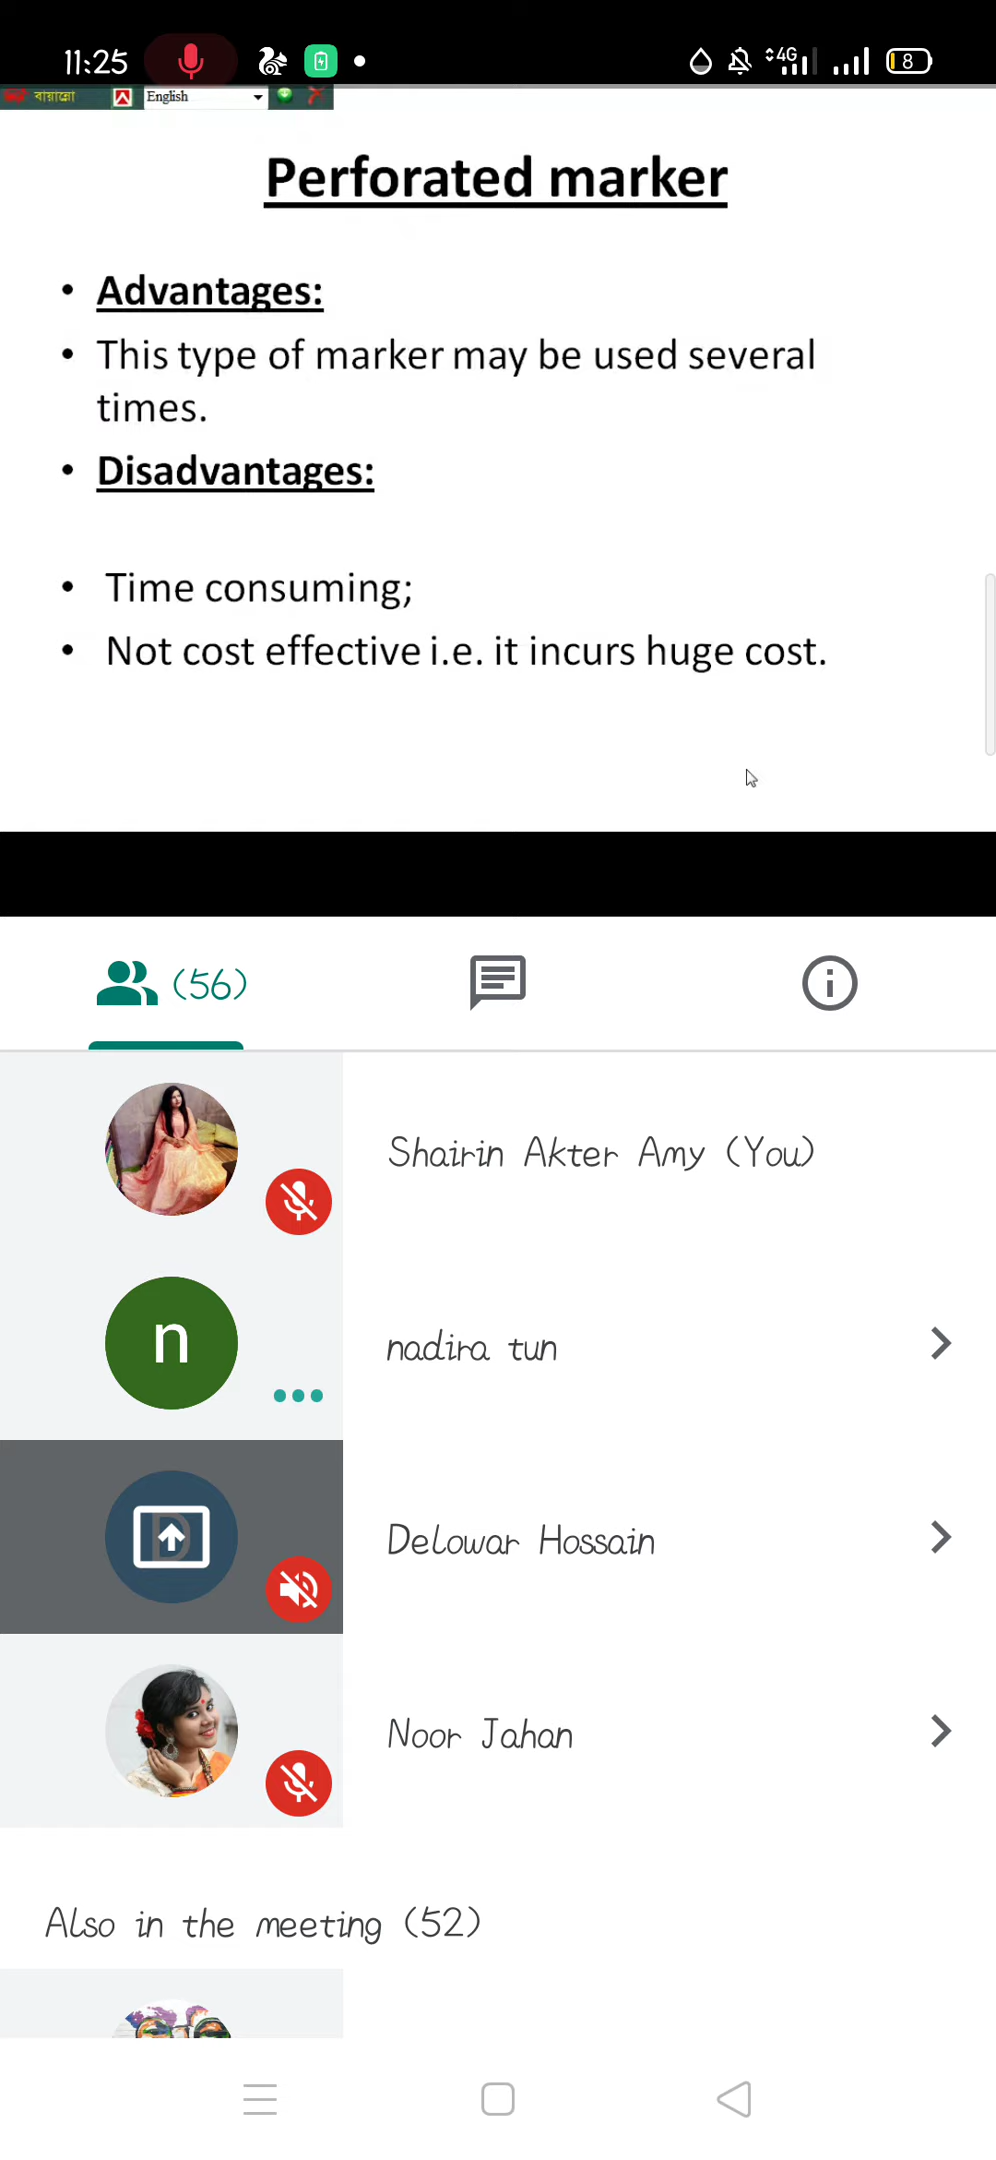 11:25
4G
8
বায়ান্নো
English
Perforated marker
• Advantages:
• This type of marker may be used several
times.
• Disadvantages:
• Time consuming;
• Not cost effective i.e. it incurs huge cost.
(56)
Shairin Akter Amy (You)
n
nadira tun
D
Delowar Hossain
Noor Jahan
Also in the meeting (52)